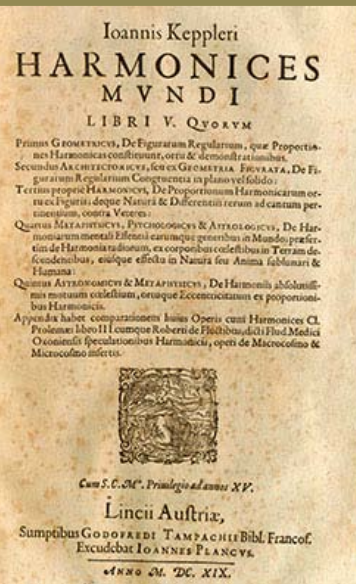 Ioannis Keppleri
HARMONICES
MVNDI
LIBRI V. QVORVM
Primus GEOMETRICVS, De Figurarum Regularium, quæ Proportio-
nes Harmonicas constituunt, ortu & demonstrationibus.
Secundus ARCHITECTONICVS, seu ex GEOMETRIA FIGVRATA, De Fi-
gurarum Regularium Congruentia in plano vel solido:
Tertius proprie HARMONICVS, De Proportionum Harmonicarum or-
tu ex Figuris; deque Natura & Differentiis rerum ad cantum per-
tinentium, contra Veteres:
Quartus METAPHYSICVS, PSYCHOLOGICVS & ASTROLOGICVS, De Har-
moniarum mentali Essentia earumque generibus in Mundo; præser-
tim de Harmonia radiorum, ex corporibus cœlestibus in Terram de-
scendentibus, eiusque effectu in Natura seu Anima sublunari &
Humana:
Quintus ASTRONOMICVS & METAPHYSICVS, De Harmoniis absolutissi-
mis motuum cœlestium, ortuque Eccentricitatum ex proportioni-
bus Harmonicis.
Appendix habet comparationem huius Operis cum Harmonices Cl.
Ptolemæi libro III cumque Roberti de Fluctibus, dicti Flud. Medici
Oxoniensis speculationibus Harmonicis, operi de Macrocosmo &
Microcosmo insertis.
Cum S. C. Mtis. Privilegio ad annos XV.
Lincii Austriæ,
Sumptibus GODOFREDI TAMPACHII Bibl. Francof.
Excudebat IOANNES PLANCVS.
ANNO M. DC. XIX.